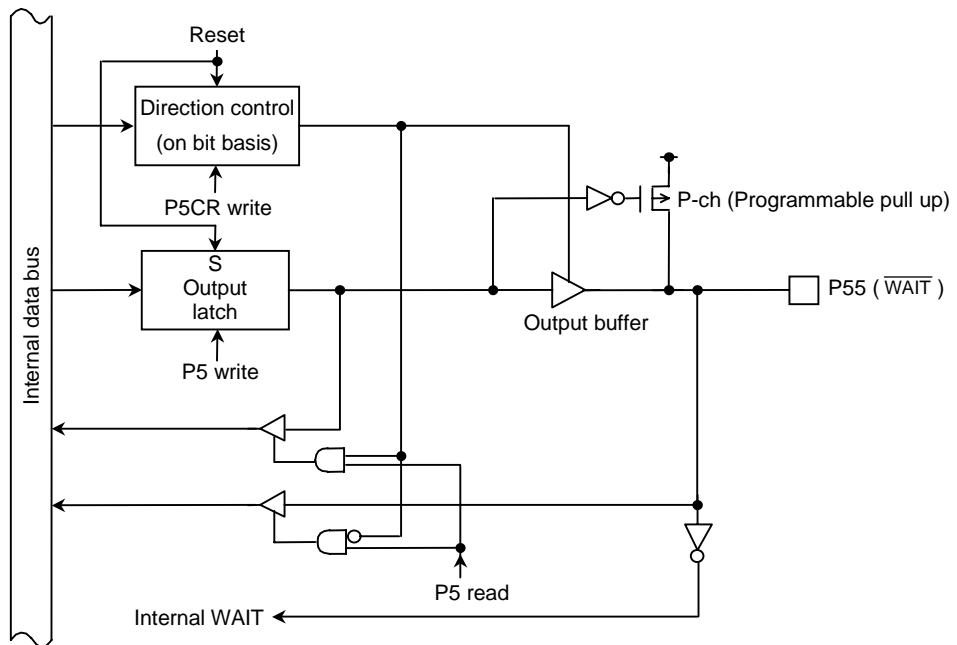 Reset
Direction control
(on bit basis)
P5CR write
P-ch (Programmable pull up)
S
Output
latch
P55 ( WAIT )
Output buffer
P5 write
Internal data bus
P5 read
Internal WAIT